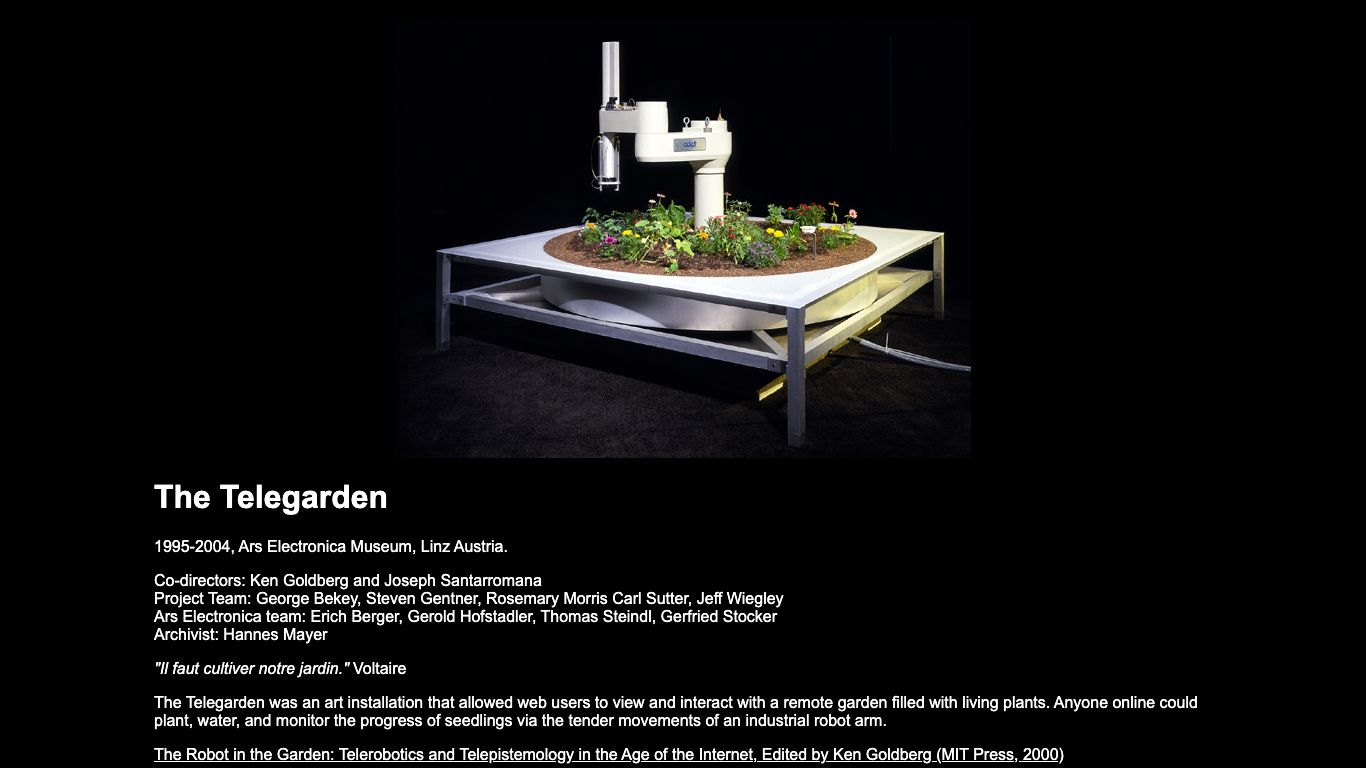 adept
The Telegarden
1995-2004, Ars Electronica Museum, Linz Austria.
Co-directors: Ken Goldberg and Joseph Santarromana
Project Team: George Bekey, Steven Gentner, Rosemary Morris Carl Sutter, Jeff Wiegley
Ars Electronica team: Erich Berger, Gerold Hofstadler, Thomas Steindl, Gerfried Stocker
Archivist: Hannes Mayer
"Il faut cultiver notre jardin." Voltaire
The Telegarden was an art installation that allowed web users to view and interact with a remote garden filled with living plants. Anyone online could
plant, water, and monitor the progress of seedlings via the tender movements of an industrial robot arm.
The Robot in the Garden: Telerobotics and Telepistemology in the Age of the Internet, Edited by Ken Goldberg (MIT Press, 2000)